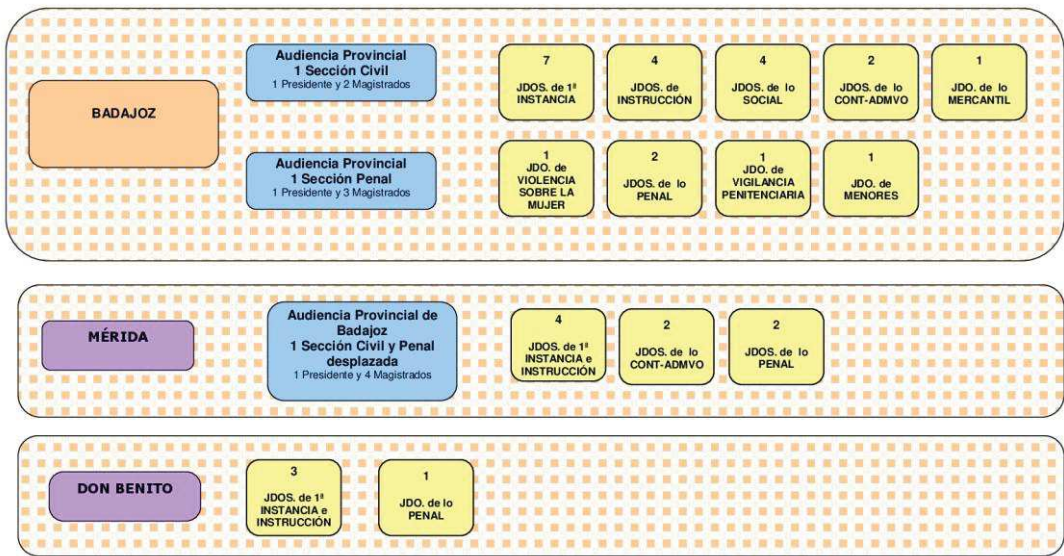 BADAJOZ
Audiencia Provincial
1 Sección Civil
1 Presidente y 2 Magistrados
7
JDOS. de 1ª
INSTANCIA
4
JDOS. de
INSTRUCCIÓN
4
JDOS. de lo
SOCIAL
2
JDOS. de lo
CONT-ADMVO
1
JDO. de lo
MERCANTIL
Audiencia Provincial
1 Sección Penal
1 Presidente y 3 Magistrados
1
JDO. de
VIOLENCIA
SOBRE LA
MUJER
2
JDOS. de lo
PENAL
1
JDO. de
VIGILANCIA
PENITENCIARIA
1
JDO. de
MENORES
MÉRIDA
Audiencia Provincial de
Badajoz
1 Sección Civil y Penal
desplazada
1 Presidente y 4 Magistrados
4
JDOS. de 1ª
INSTANCIA e
INSTRUCCIÓN
2
JDOS. de lo
CONT-ADMVO
2
JDOS. de lo
PENAL
DON BENITO
3
JDOS. de 1ª
INSTANCIA e
INSTRUCCIÓN
1
JDO. de lo
PENAL